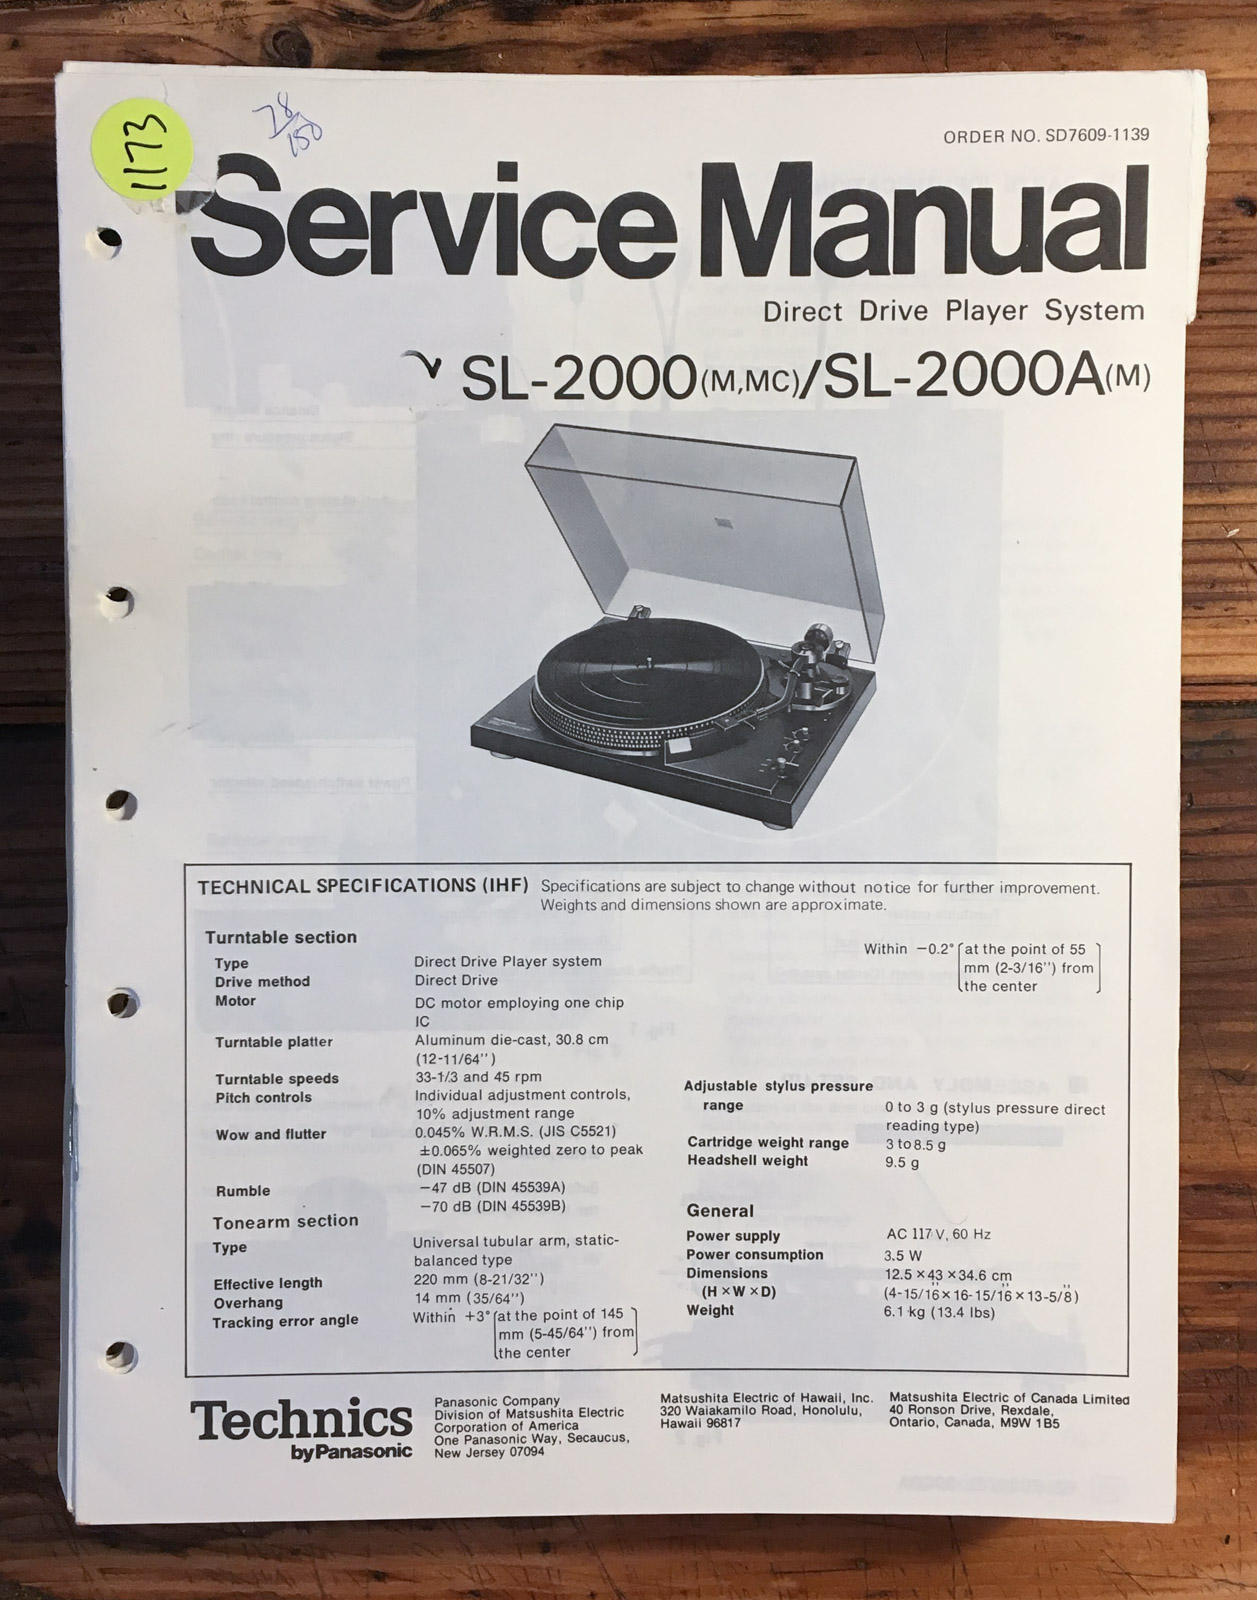 1173
78
150
ORDER NO. SD7609-1139
Service Manual
Direct Drive Player System
SL-2000(M,MC)/SL-2000A(M)
TECHNICAL SPECIFICATIONS (IHF) Specifications are subject to change without notice for further improvement.
Weights and dimensions shown are approximate.
Turntable section
Type Direct Drive Player system
Drive method Direct Drive
Motor DC motor employing one chip
IC
Turntable platter Aluminum die-cast, 30.8 cm
(12-11/64'')
Turntable speeds 33-1/3 and 45 rpm
Pitch controls Individual adjustment controls,
10% adjustment range
Wow and flutter 0.045% W.R.M.S. (JIS C5521)
±0.065% weighted zero to peak
(DIN 45507)
Rumble −47 dB (DIN 45539A)
−70 dB (DIN 45539B)
Tonearm section
Type Universal tubular arm, static-
balanced type
Effective length 220 mm (8-21/32'')
Overhang 14 mm (35/64'')
Tracking error angle Within +3° [at the point of 145
mm (5-45/64'') from
the center]
Within −0.2° [at the point of 55
mm (2-3/16'') from
the center]
Adjustable stylus pressure
range 0 to 3 g (stylus pressure direct
reading type)
Cartridge weight range 3 to 8.5 g
Headshell weight 9.5 g
General
Power supply AC 117 V, 60 Hz
Power consumption 3.5 W
Dimensions 12.5 × 43 × 34.6 cm
(H × W × D) (4-15/16'' × 16-15/16'' × 13-5/8'')
Weight 6.1 kg (13.4 lbs)
Technics
by Panasonic
Panasonic Company
Division of Matsushita Electric
Corporation of America
One Panasonic Way, Secaucus,
New Jersey 07094
Matsushita Electric of Hawaii, Inc.
320 Waiakamilo Road, Honolulu,
Hawaii 96817
Matsushita Electric of Canada Limited
40 Ronson Drive, Rexdale,
Ontario, Canada, M9W 1B5